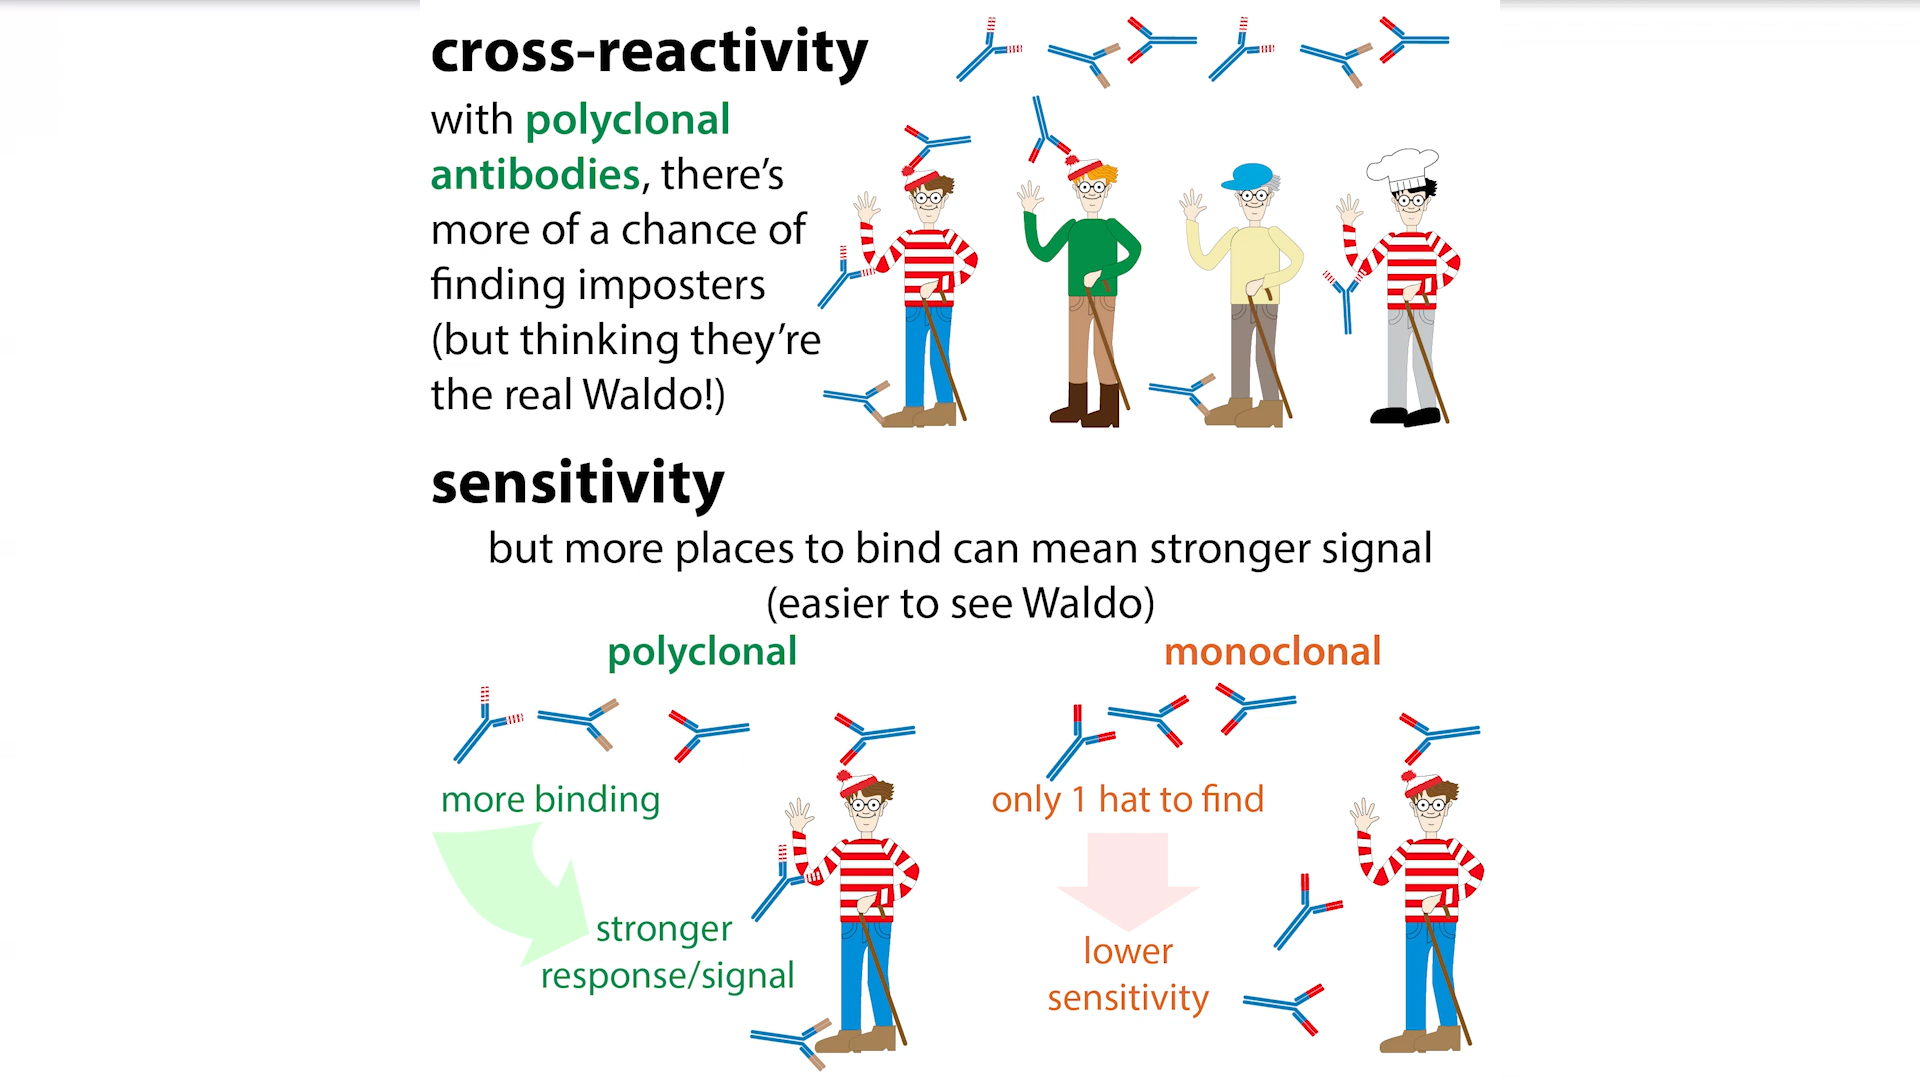 cross-reactivity
with polyclonal
antibodies, there's
more of a chance of
finding imposters
(but thinking they're
the real Waldo!)
sensitivity
but more places to bind can mean stronger signal
(easier to see Waldo)
polyclonal
more binding
stronger
response/signal
monoclonal
only 1 hat to find
lower
sensitivity